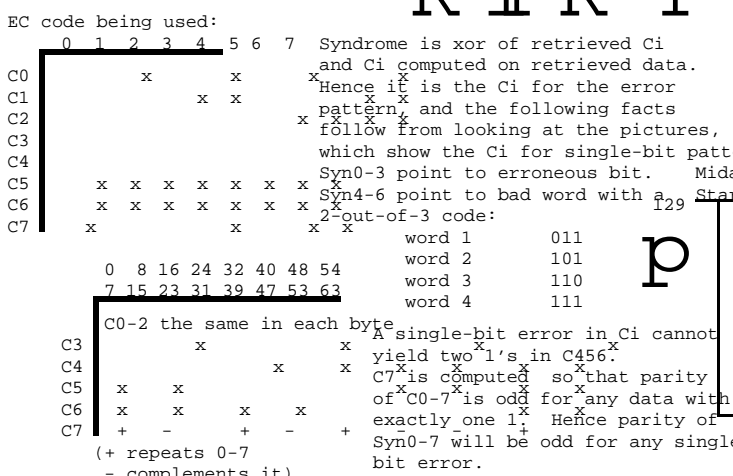 EC code being used:
0 1 2 3 4 5 6 7
C0 x x x x
C1 x x x x
C2 x x x x
C3
C4
C5 x x x x x x x x
C6 x x x x x x x x
C7 x x x x
Syndrome is xor of retrieved Ci
and Ci computed on retrieved data.
Hence it is the Ci for the error
pattern, and the following facts
follow from looking at the pictures,
which show the Ci for single-bit patt
Syn0-3 point to erroneous bit.
Syn4-6 point to bad word with a
2-out-of-3 code:
word 1 011
word 2 101
word 3 110
word 4 111
Mida
Star
129
p
0 8 16 24 32 40 48 54
7 15 23 31 39 47 53 63
C0-2 the same in each byte
C3 x x x x
C4 x x x x
C5 x x x x
C6 x x x x x
C7 + - + - + - +
(+ repeats 0-7
- complements it)
A single-bit error in Ci cannot
yield two 1's in C456.
C7 is computed so that parity
of C0-7 is odd for any data with
exactly one 1. Hence parity of
Syn0-7 will be odd for any single
bit error.